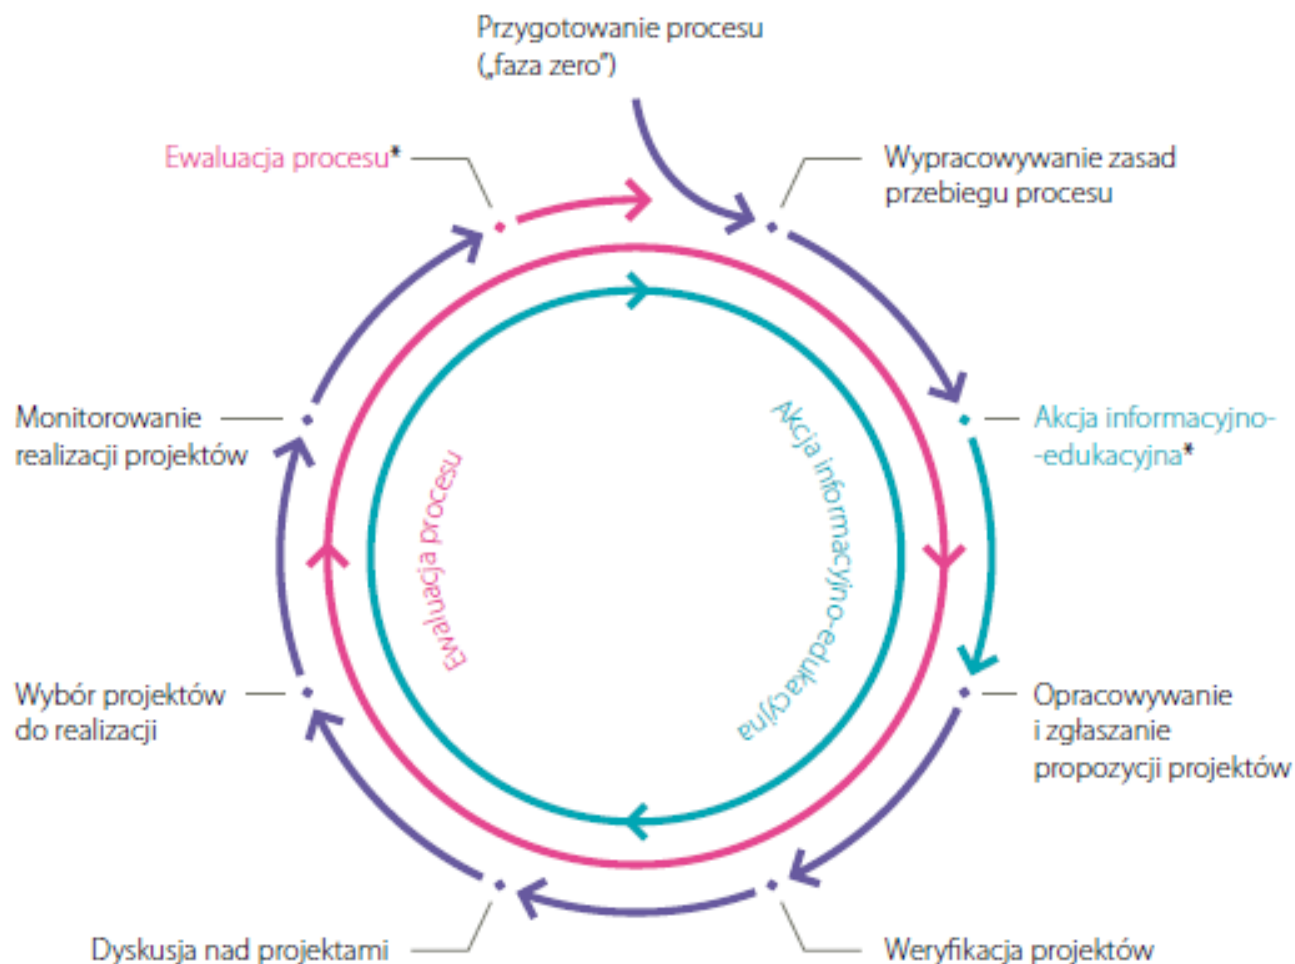 Przygotowanie procesu
(„faza zero”)
Ewaluacja procesu*
Wypracowywanie zasad
przebiegu procesu
Monitorowanie
realizacji projektów
Akcja informacyjno-
-edukacyjna*
Ewaluacja procesu
Akcja informacyjno-edukacyjna
Wybór projektów
do realizacji
Opracowywanie
i zgłaszanie
propozycji projektów
Dyskusja nad projektami
Weryfikacja projektów